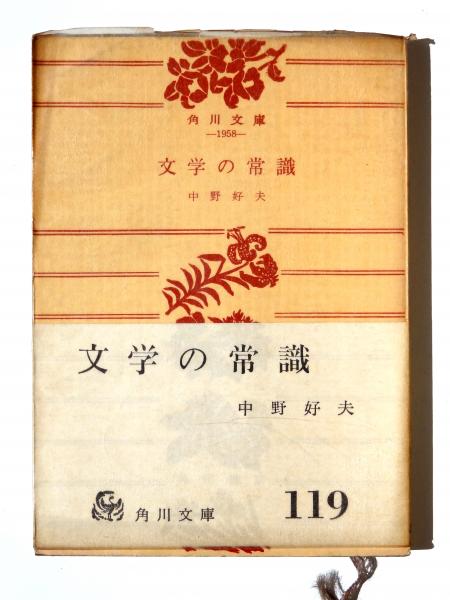 角川文庫
—1958—
文学の常識
中野好夫
文学の常識
中野好夫
角川文庫 119